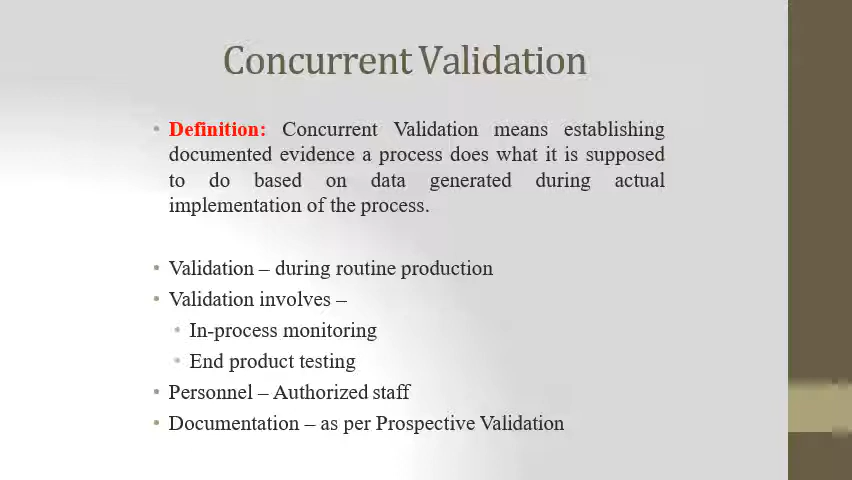 Concurrent Validation
• Definition: Concurrent Validation means establishing
documented evidence a process does what it is supposed
to do based on data generated during actual
implementation of the process.
• Validation – during routine production
• Validation involves –
• In-process monitoring
• End product testing
• Personnel – Authorized staff
• Documentation – as per Prospective Validation